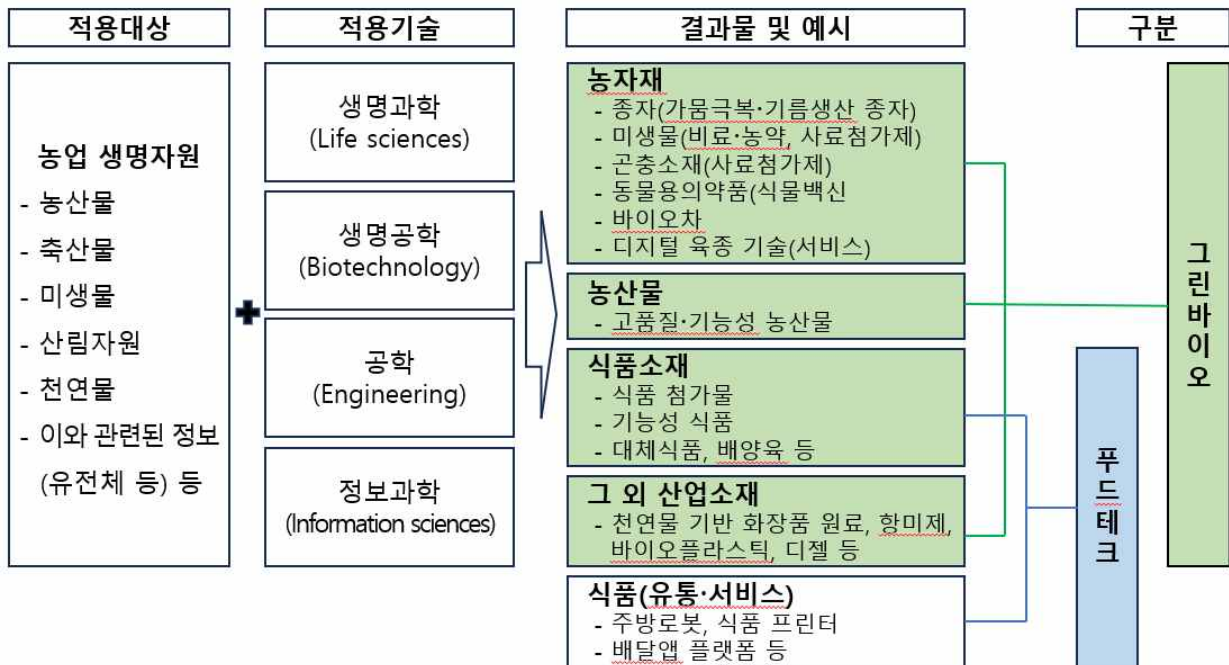 적용대상
적용기술
결과물 및 예시
구분
농업 생명자원
- 농산물
- 축산물
- 미생물
- 산림자원
- 천연물
- 이와 관련된 정보
(유전체 등) 등
생명과학
(Life sciences)
생명공학
(Biotechnology)
공학
(Engineering)
정보과학
(Information sciences)
농자재
- 종자(가뭄극복·기름생산 종자)
- 미생물(비료·농약, 사료첨가제)
- 곤충소재(사료첨가제)
- 동물용의약품(식물백신
- 바이오차
- 디지털 육종 기술(서비스)
농산물
- 고품질·기능성 농산물
식품소재
- 식품 첨가물
- 기능성 식품
- 대체식품, 배양육 등
그 외 산업소재
- 천연물 기반 화장품 원료, 항미제,
바이오플라스틱, 디젤 등
식품(유통·서비스)
- 주방로봇, 식품 프린터
- 배달앱 플랫폼 등
그린바이오
푸드테크